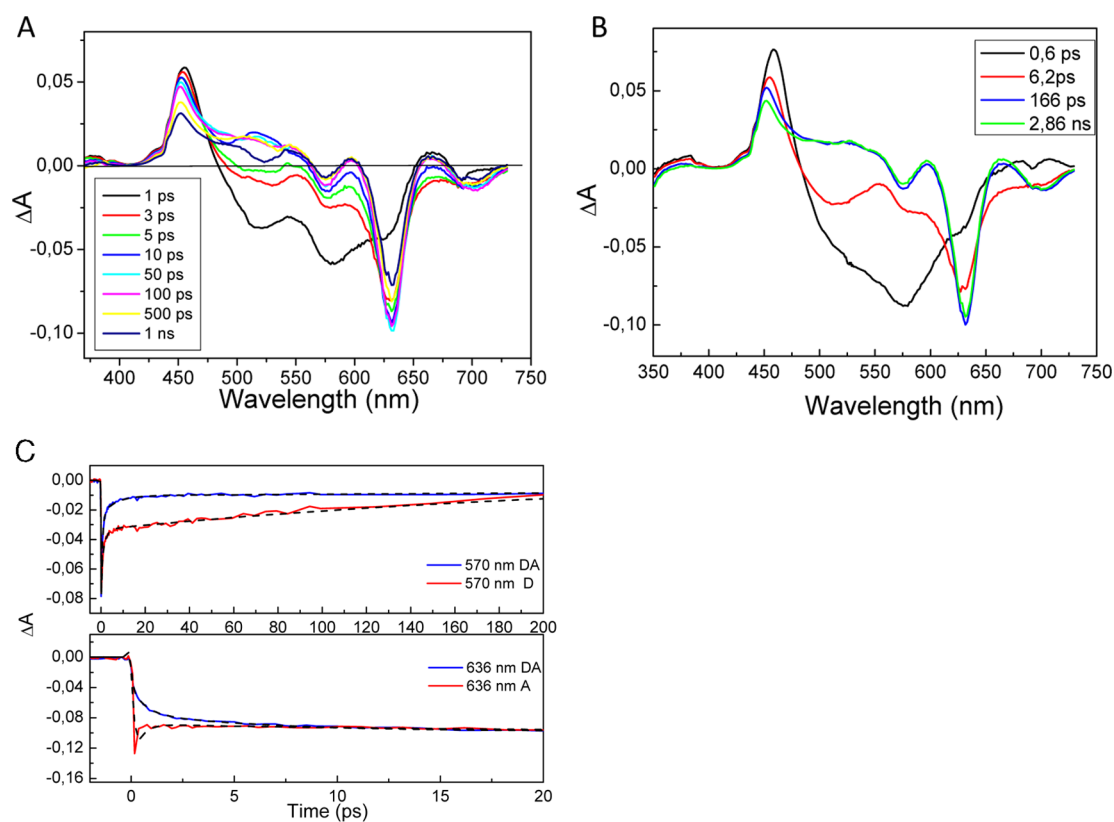 A
0,05
0,00
-0,05
-0,10
ΔA
1 ps
3 ps
5 ps
10 ps
50 ps
100 ps
500 ps
1 ns
400 450 500 550 600 650 700 750
Wavelength (nm)
B
0,05
0,00
-0,05
-0,10
ΔA
0,6 ps
6,2ps
166 ps
2,86 ns
350 400 450 500 550 600 650 700 750
Wavelength (nm)
C
0,00
-0,02
-0,04
-0,06
-0,08
570 nm DA
570 nm D
0 20 40 60 80 100 120 140 160 180 200
ΔA
0,00
-0,04
-0,08
-0,12
-0,16
636 nm DA
636 nm A
0 5 10 15 20
Time (ps)